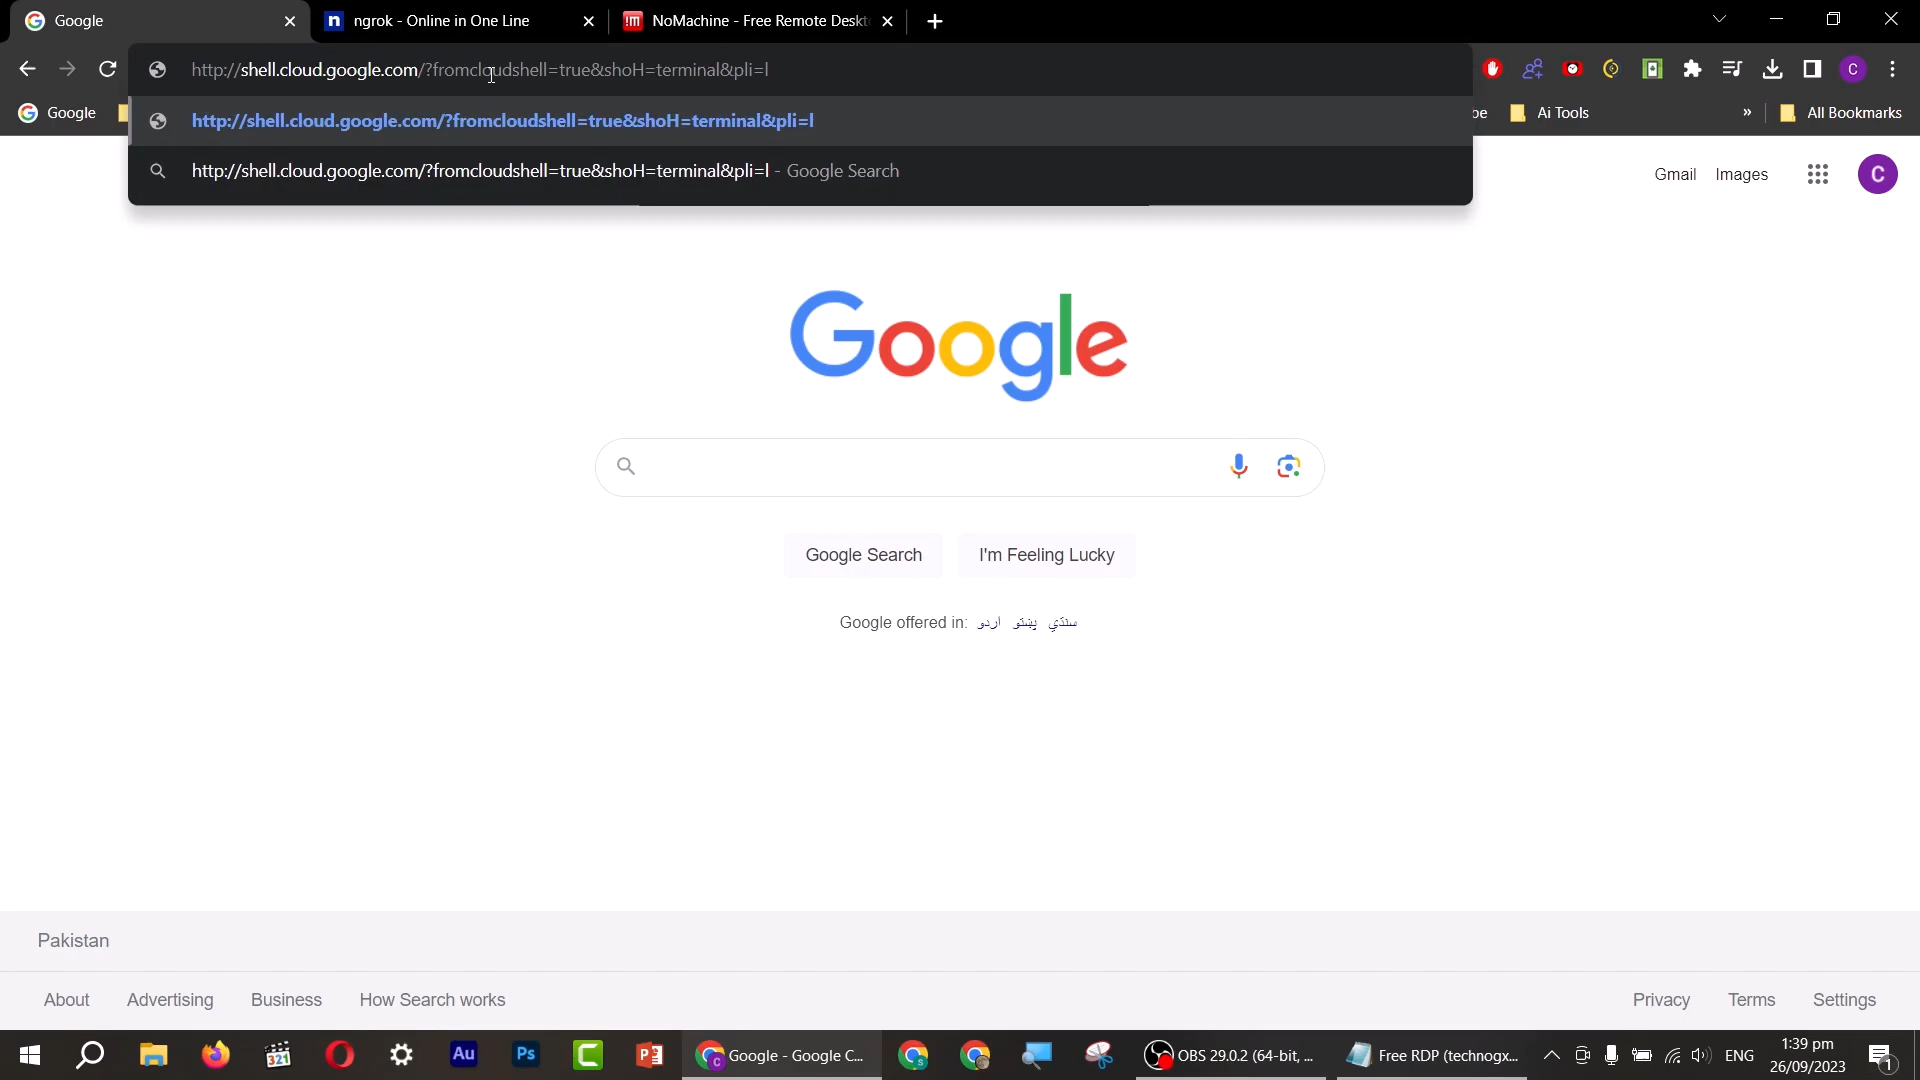 Google
ngrok - Online in One Line
NoMachine - Free Remote Deskt
http://shell.cloud.google.com/?fromcloudshell=true&shoH=terminal&pli=l
C
Google
http://shell.cloud.google.com/?fromcloudshell=true&shoH=terminal&pli=l
be
Ai Tools
»
All Bookmarks
http://shell.cloud.google.com/?fromcloudshell=true&shoH=terminal&pli=l - Google Search
Gmail
Images
C
Google
Google Search
I'm Feeling Lucky
Google offered in: اردو پښتو سنڌي
Pakistan
About
Advertising
Business
How Search works
Privacy
Terms
Settings
321
Au
Ps
Google - Google C...
OBS 29.0.2 (64-bit, ...
Free RDP (technogx...
ENG
1:39 pm
26/09/2023
1